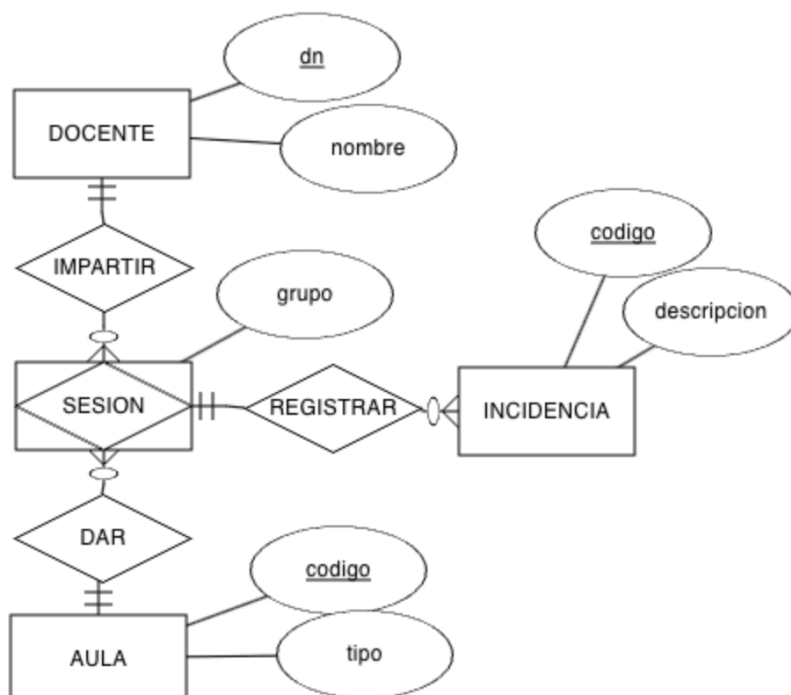 dn
DOCENTE
nombre
IMPARTIR
codigo
grupo
descripcion
SESION
REGISTRAR
INCIDENCIA
DAR
codigo
AULA
tipo